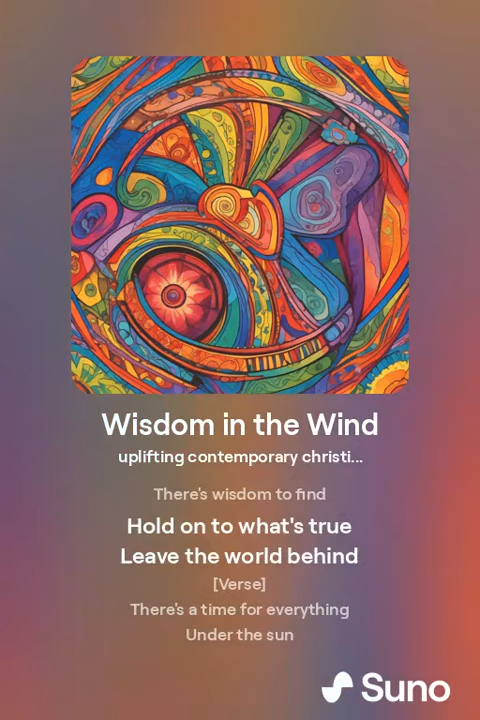 Wisdom in the Wind
uplifting contemporary christi...
There's wisdom to find
Hold on to what's true
Leave the world behind
[Verse]
There's a time for everything
Under the sun
Suno